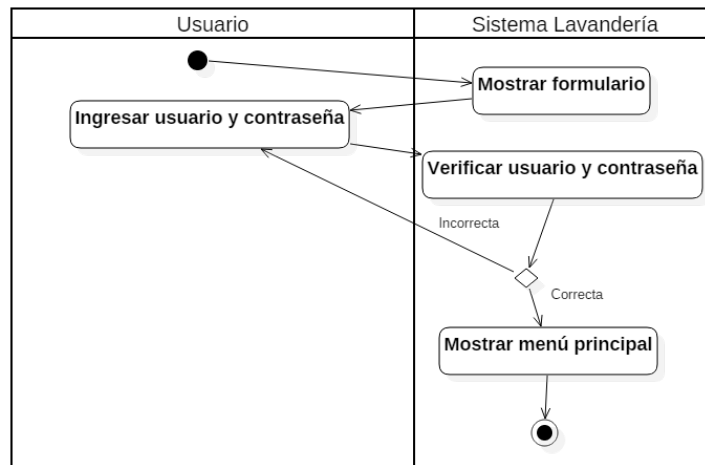 Usuario
Sistema Lavandería
Mostrar formulario
Ingresar usuario y contraseña
Verificar usuario y contraseña
Incorrecta
Correcta
Mostrar menú principal